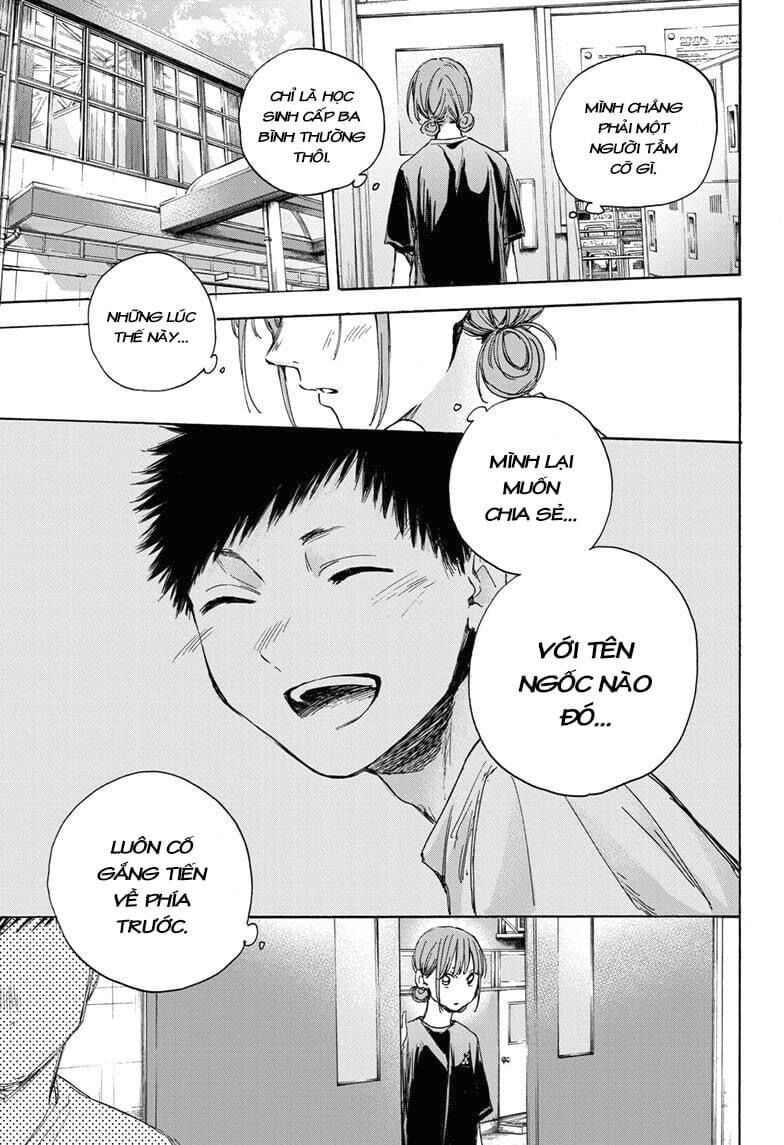 MÌNH CHẲNG
PHẢI MỘT
NGƯỜI TẦM
CỠ GÌ.
CHỈ LÀ HỌC
SINH CẤP BA
BÌNH THƯỜNG
THÔI.
NHỮNG LÚC
THẾ NÀY...
MÌNH LẠI
MUỐN
CHIA SẺ...
VỚI TÊN
NGỐC NÀO
ĐÓ...
LUÔN CỐ
GẮNG TIẾN
VỀ PHÍA
TRƯỚC.